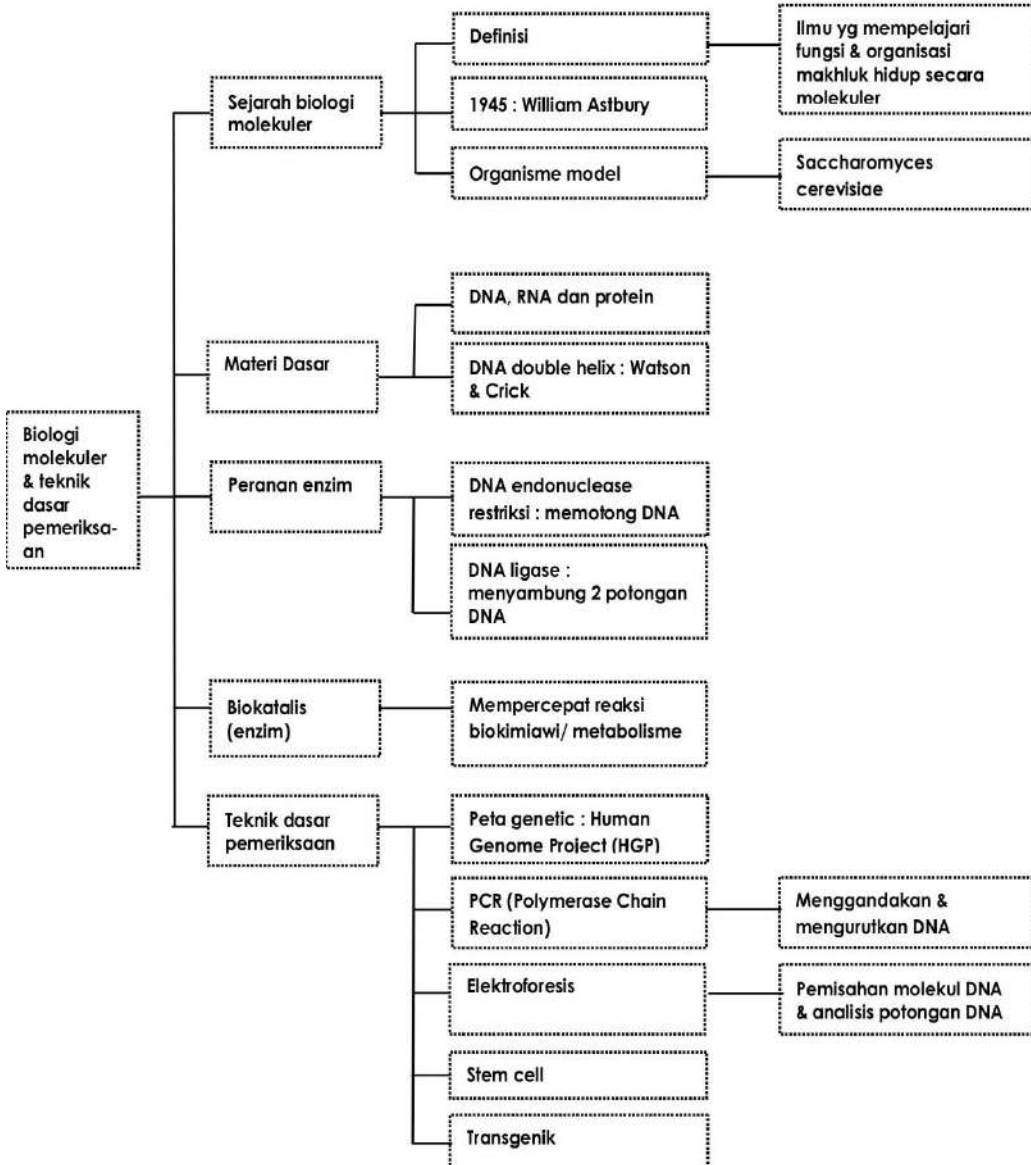 Biologi
molekuler
& teknik
dasar
pemeriksa-
an
Sejarah biologi
molekuler
Definisi
Ilmu yg mempelajari
fungsi & organisasi
makhluk hidup secara
molekuler
1945 : William Astbury
Organisme model
Saccharomyces
cerevisiae
Materi Dasar
DNA, RNA dan protein
DNA double helix : Watson
& Crick
Peranan enzim
DNA endonuclease
restriksi : memotong DNA
DNA ligase :
menyambung 2 potongan
DNA
Biokatalis
(enzim)
Mempercepat reaksi
biokimiawi/ metabolisme
Teknik dasar
pemeriksaan
Peta genetic : Human
Genome Project (HGP)
PCR (Polymerase Chain
Reaction)
Menggandakan &
mengurutkan DNA
Elektroforesis
Pemisahan molekul DNA
& analisis potongan DNA
Stem cell
Transgenik